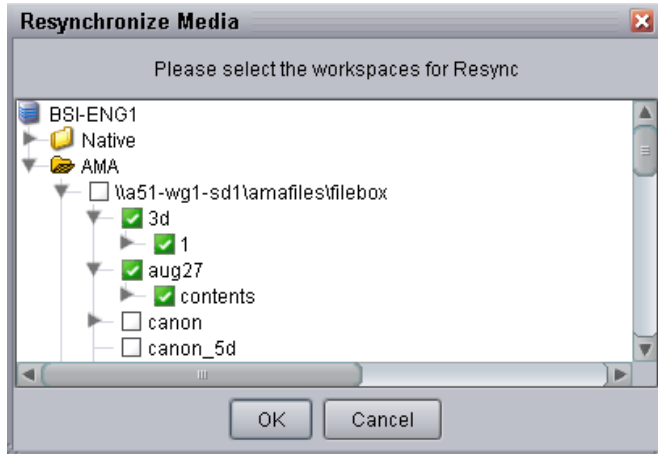 Resynchronize Media
Please select the workspaces for Resync
BSI-ENG1
Native
AMA
\\a51-wg1-sd1\amafiles\filebox
3d
1
aug27
contents
canon
canon_5d
OK Cancel